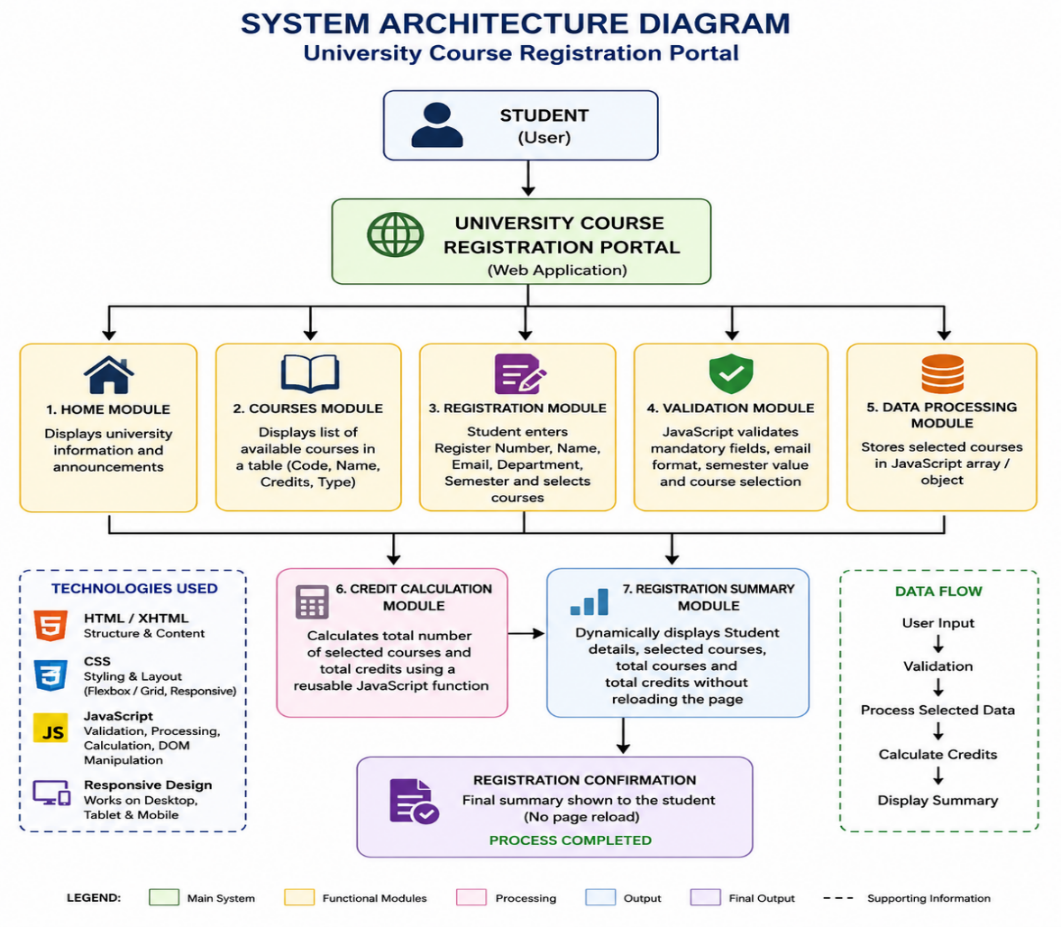 SYSTEM ARCHITECTURE DIAGRAM
University Course Registration Portal
STUDENT
(User)
UNIVERSITY COURSE
REGISTRATION PORTAL
(Web Application)
1. HOME MODULE
Displays university
information and
announcements
2. COURSES MODULE
Displays list of
available courses in
a table (Code, Name,
Credits, Type)
3. REGISTRATION MODULE
Student enters
Register Number, Name,
Email, Department,
Semester and selects
courses
4. VALIDATION MODULE
JavaScript validates
mandatory fields, email
format, semester value
and course selection
5. DATA PROCESSING
MODULE
Stores selected courses
in JavaScript array /
object
TECHNOLOGIES USED
5
HTML / XHTML
Structure & Content
3
CSS
Styling & Layout
(Flexbox / Grid, Responsive)
JS
JavaScript
Validation, Processing,
Calculation, DOM
Manipulation
Responsive Design
Works on Desktop,
Tablet & Mobile
6. CREDIT CALCULATION
MODULE
Calculates total number
of selected courses and
total credits using a
reusable JavaScript function
7. REGISTRATION SUMMARY
MODULE
Dynamically displays Student
details, selected courses,
total courses and
total credits without
reloading the page
DATA FLOW
User Input
Validation
Process Selected Data
Calculate Credits
Display Summary
REGISTRATION CONFIRMATION
Final summary shown to the student
(No page reload)
PROCESS COMPLETED
LEGEND:
Main System
Functional Modules
Processing
Output
Final Output
Supporting Information